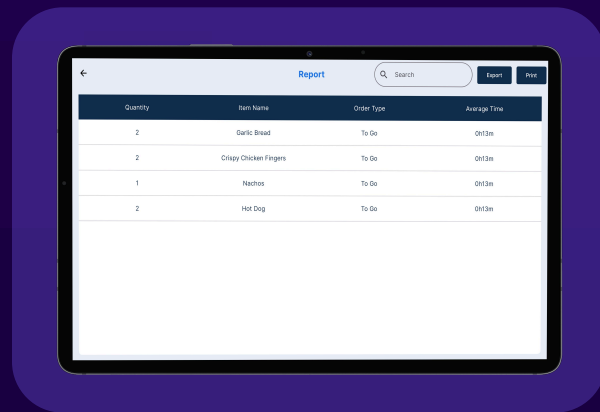 Report
Search
Export
Print
Quantity Item Name Order Type Average Time
2 Garlic Bread To Go 0h13m
2 Crispy Chicken Fingers To Go 0h13m
1 Nachos To Go 0h13m
2 Hot Dog To Go 0h13m